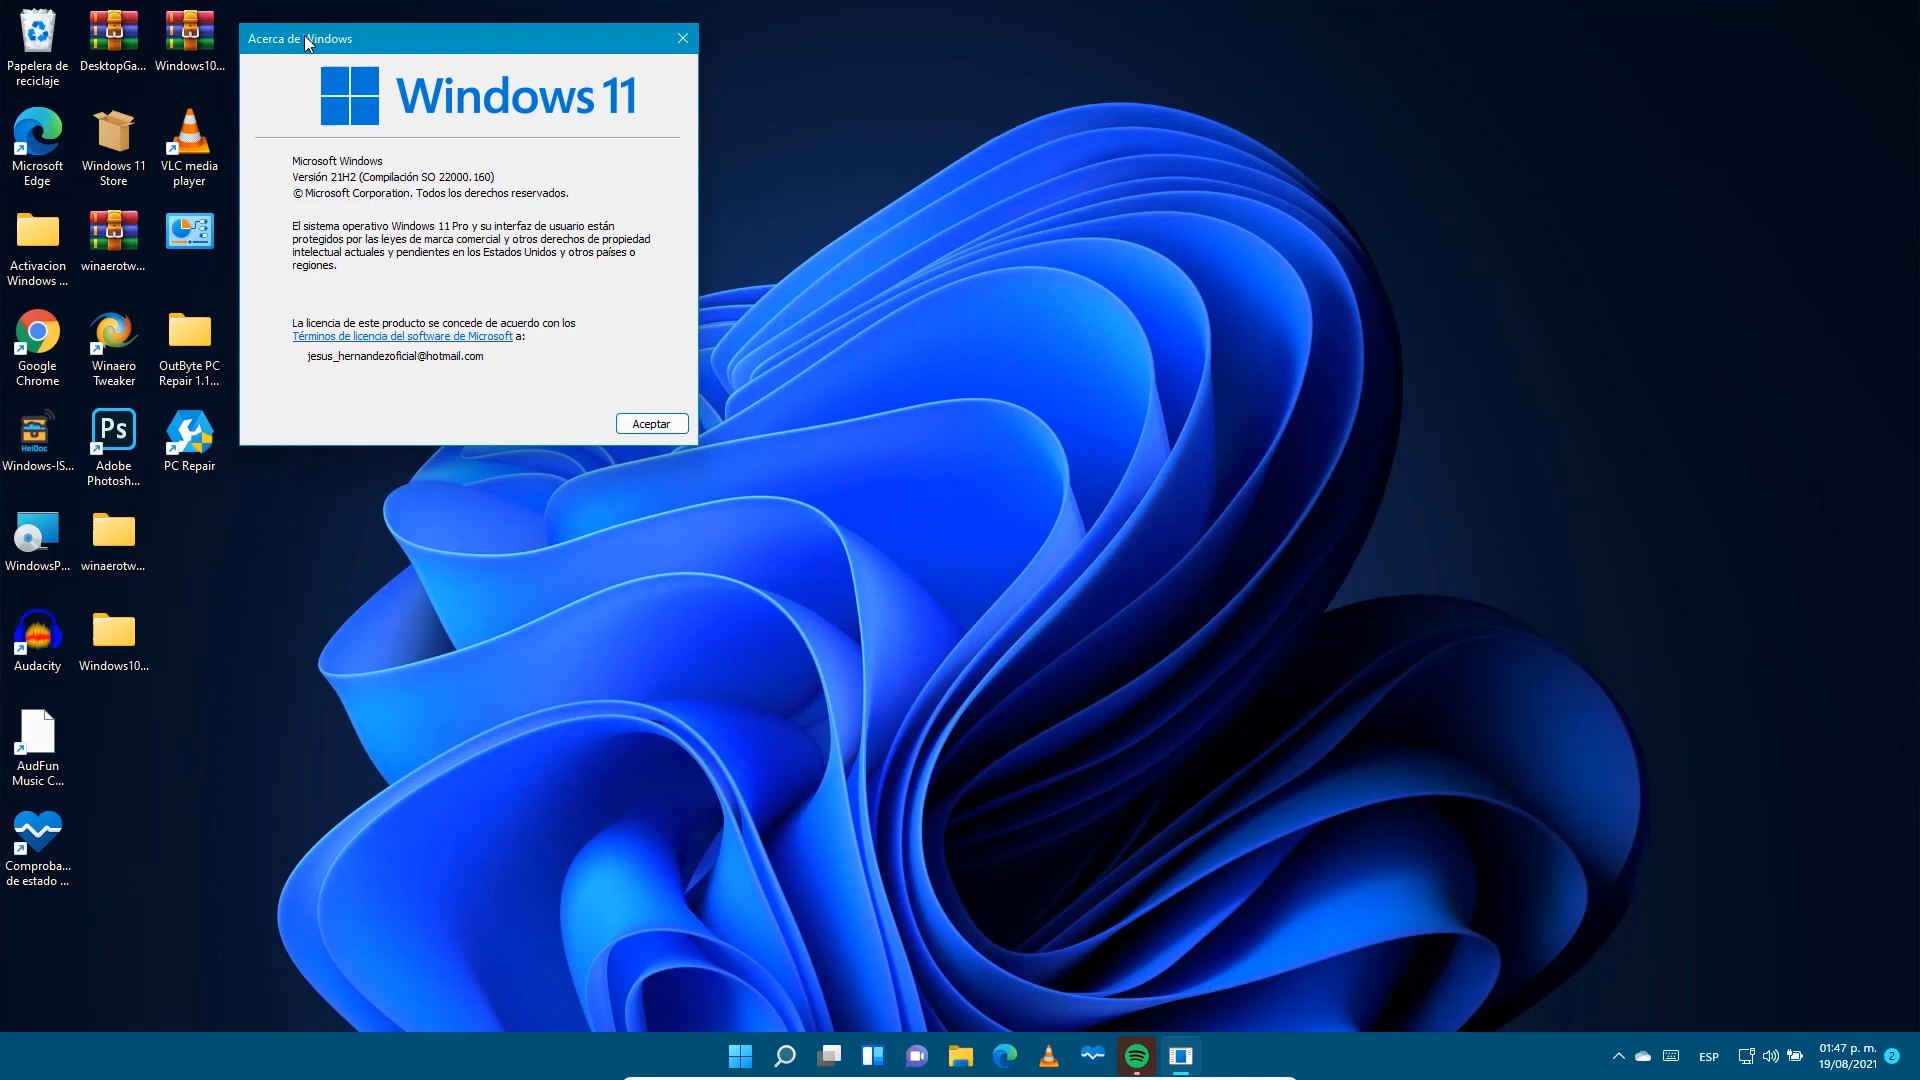 Papelera de
reciclaje
DesktopGa...
Windows10...
Microsoft
Edge
Windows 11
Store
VLC media
player
Activacion
Windows ...
winaerotw...
Google
Chrome
Winaero
Tweaker
OutByte PC
Repair 1.1...
HeiDoc
Windows-IS...
Ps
Adobe
Photosh...
PC Repair
WindowsP...
winaerotw...
Audacity
Windows10...
AudFun
Music C...
Comproba...
de estado ...
Acerca de Windows
Windows 11
Microsoft Windows
Versión 21H2 (Compilación SO 22000.160)
© Microsoft Corporation. Todos los derechos reservados.
El sistema operativo Windows 11 Pro y su interfaz de usuario están
protegidos por las leyes de marca comercial y otros derechos de propiedad
intelectual actuales y pendientes en los Estados Unidos y otros países o
regiones.
La licencia de este producto se concede de acuerdo con los
Términos de licencia del software de Microsoft a:
jesus_hernandezoficial@hotmail.com
Aceptar
ESP
01:47 p. m.
19/08/2021
2